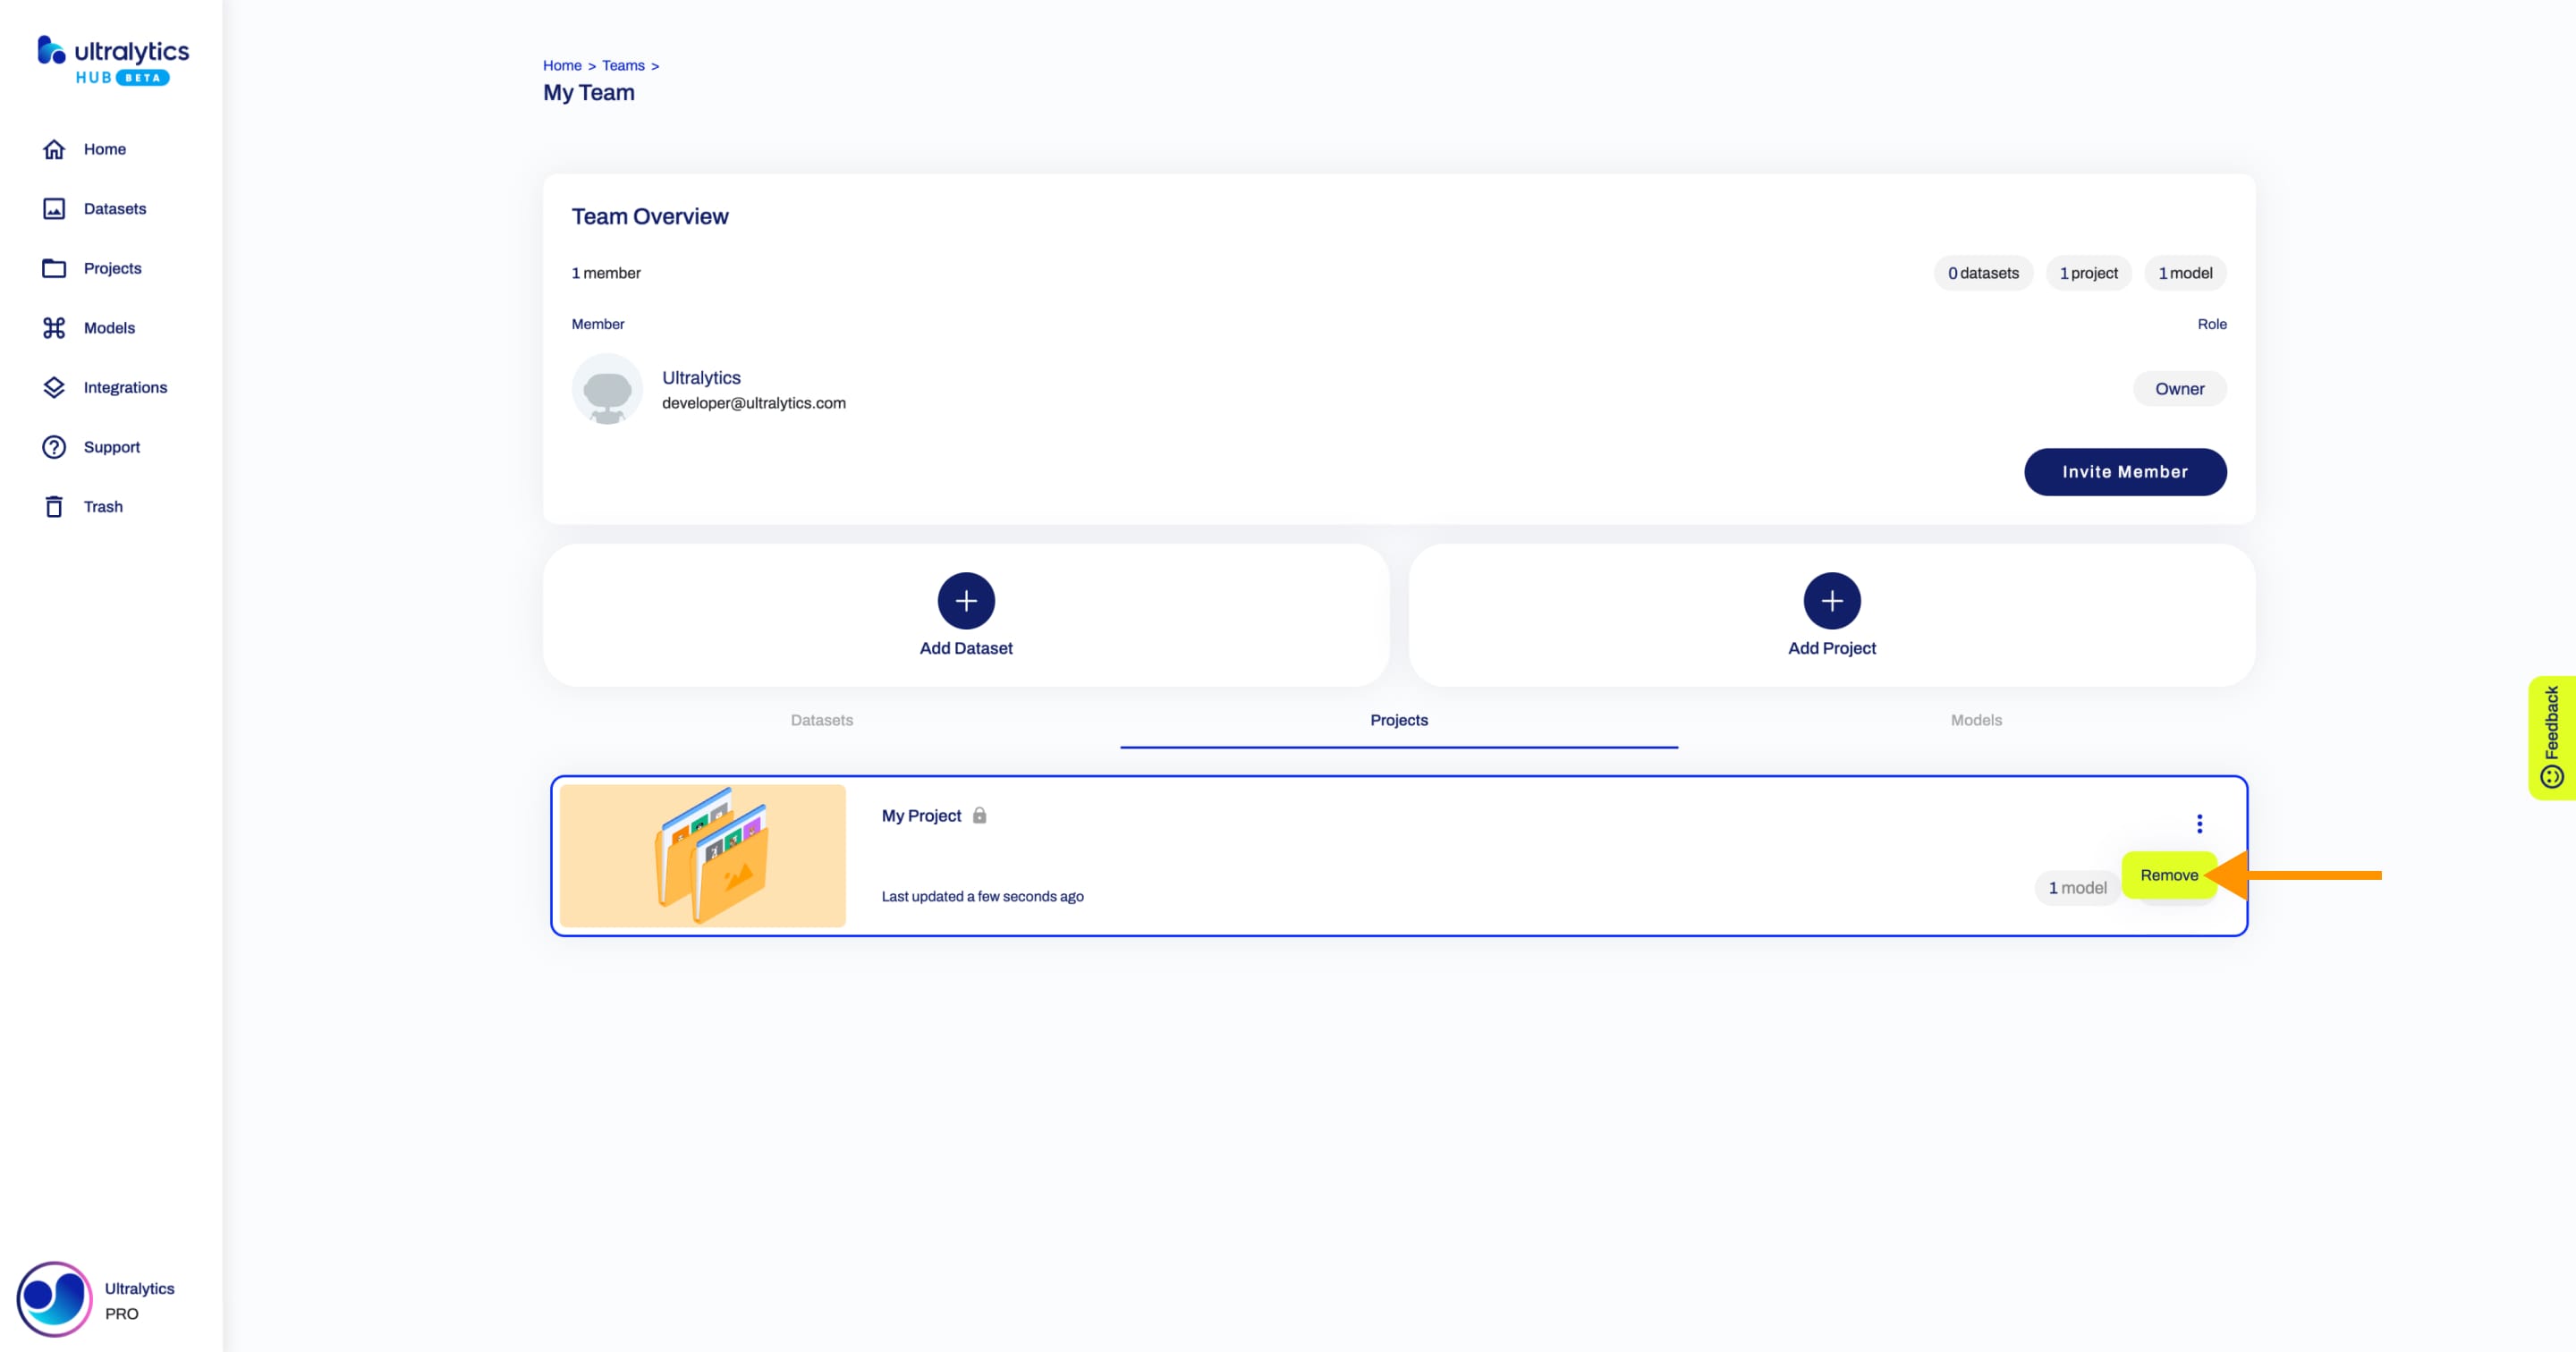 ultralytics
HUB BETA
Home
Datasets
Projects
Models
Integrations
Support
Trash
Ultralytics
PRO
Home > Teams >
My Team
Team Overview
1 member
0 datasets 1 project 1 model
Member Role
Ultralytics
developer@ultralytics.com
Owner
Invite Member
Add Dataset Add Project
Datasets Projects Models
My Project
Last updated a few seconds ago
1 model
Remove
Feedback